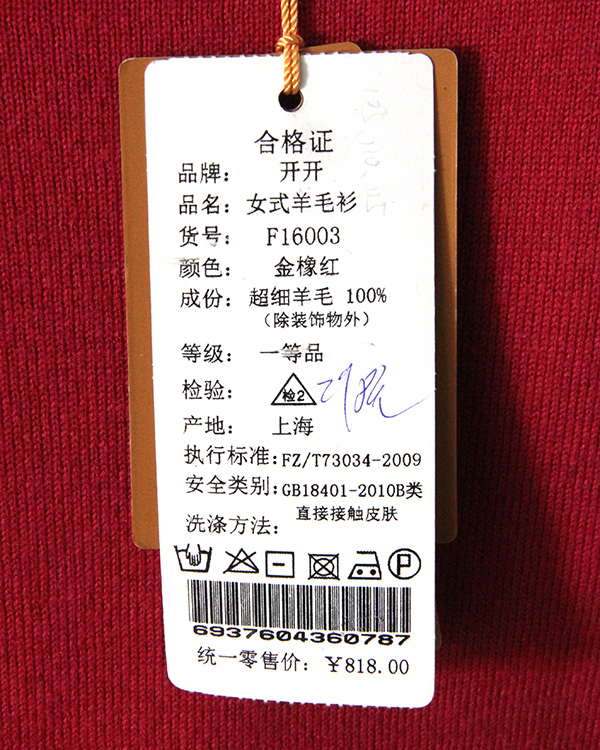 合格证
品牌： 开开
品名：女式羊毛衫
货号： F16003
颜色： 金橡红
成份：超细羊毛 100%
（除装饰物外）
等级： 一等品
检验： 检2
产地： 上海
执行标准：FZ/T73034-2009
安全类别：GB18401-2010B类
直接接触皮肤
洗涤方法：
P
6937604360787
统一零售价：￥818.00